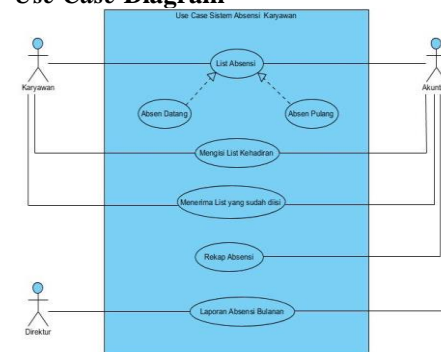 Use Case Diagram
Use Case Sistem Absensi Karyawan
List Absensi
Karyawan
Absen Datang
Absen Pulang
Mengisi List Kehadiran
Menerima List yang sudah diisi
Rekap Absensi
Laporan Absensi Bulanan
Direktur